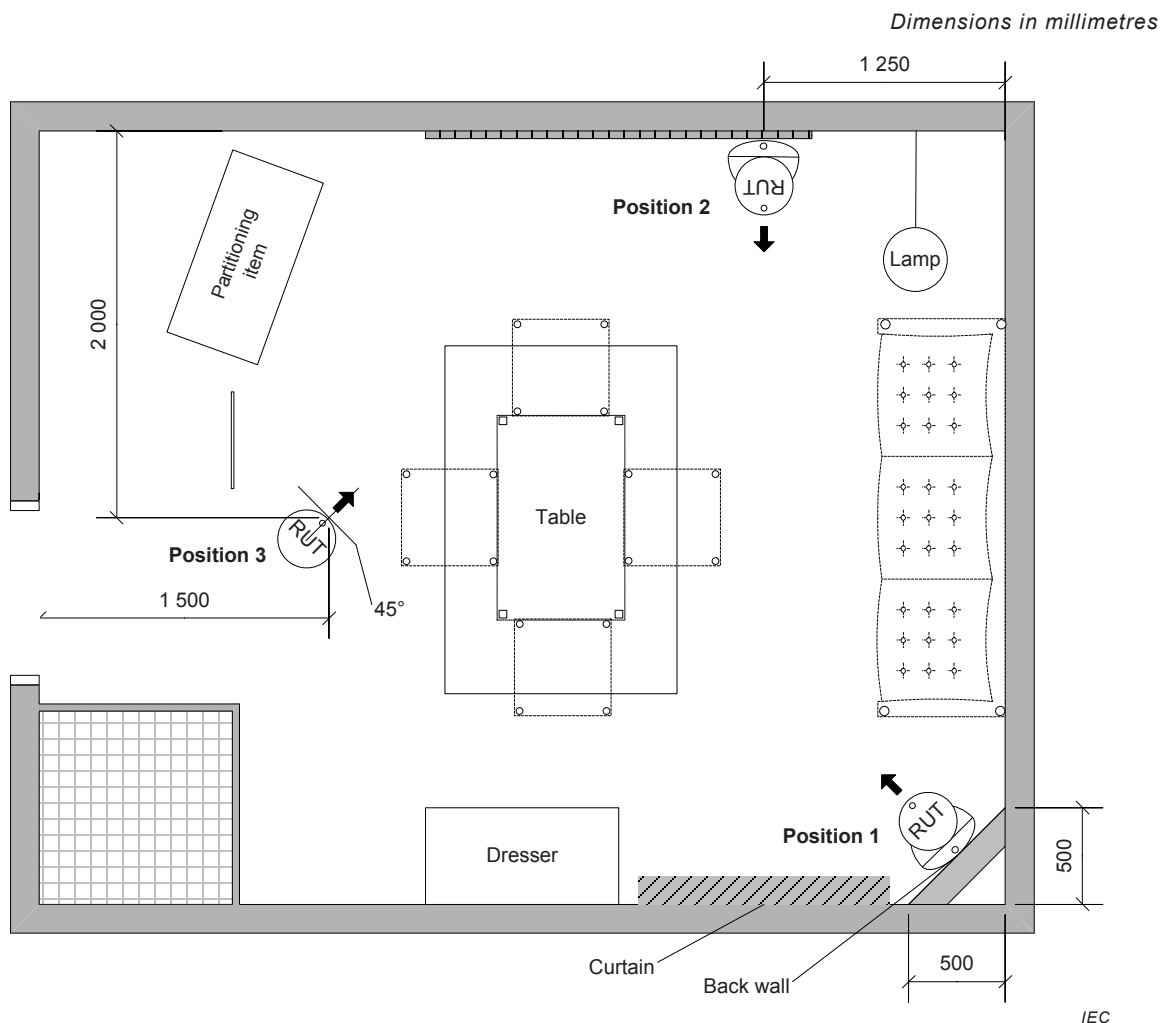 Dimensions in millimetres
1 250
RUT
Position 2
Partitioning
item
Lamp
2 000
Table
RUT
Position 3
45°
1 500
RUT
Position 1
500
Dresser
Curtain
Back wall
500
IEC